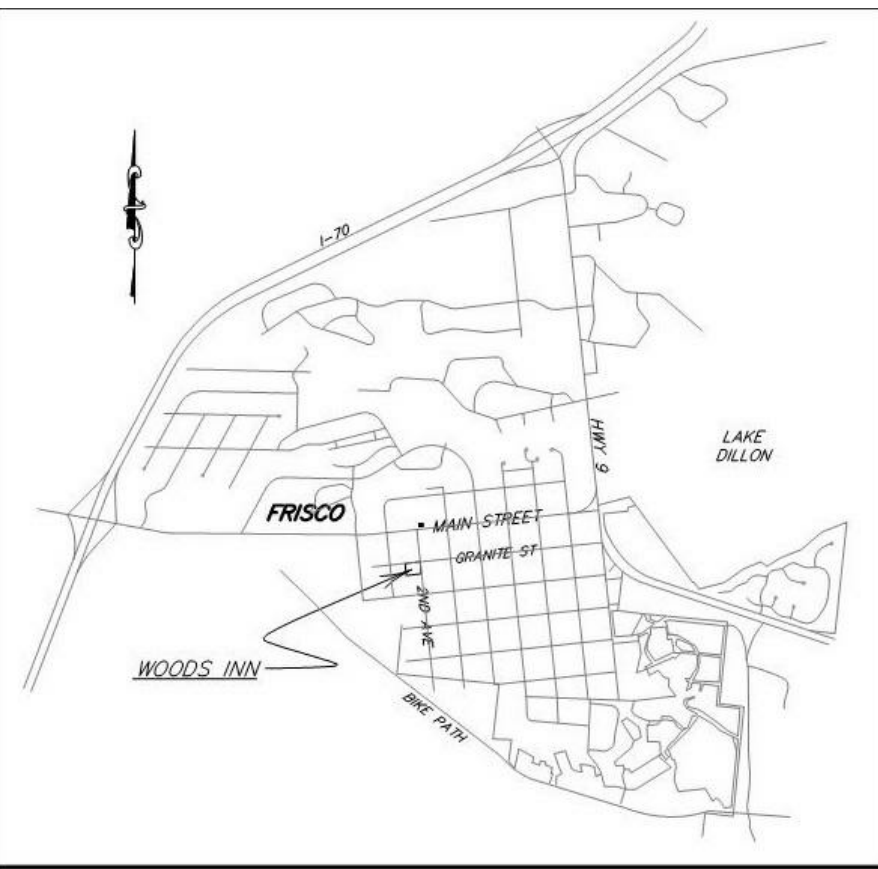 I-70
HWY 9
LAKE
DILLON
FRISCO
MAIN STREET
GRANITE ST
2ND AVE
WOODS INN
BIKE PATH